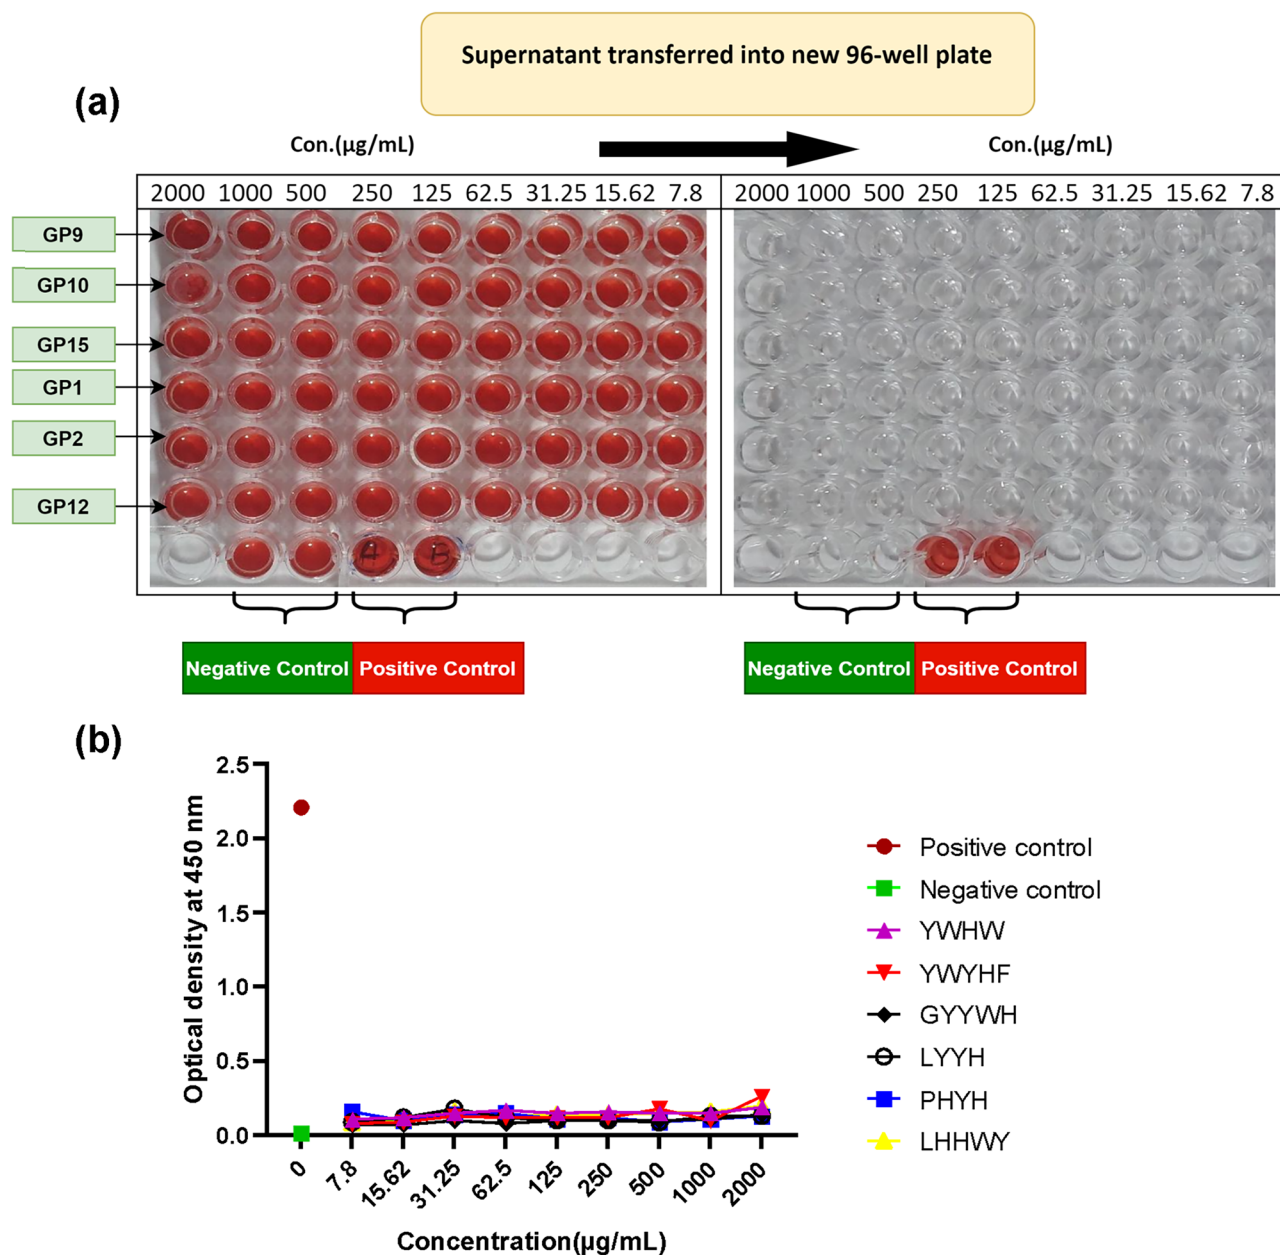 Supernatant transferred into new 96-well plate
(a)
Con.(µg/mL)
Con.(µg/mL)
2000 1000 500 250 125 62.5 31.25 15.62 7.8
2000 1000 500 250 125 62.5 31.25 15.62 7.8
GP9
GP10
GP15
GP1
GP2
GP12
A B
Negative Control Positive Control
Negative Control Positive Control
(b)
Optical density at 450 nm
2.5
2.0
1.5
1.0
0.5
0.0
0 7.8 15.62 31.25 62.5 125 250 500 1000 2000
Concentration(µg/mL)
Positive control
Negative control
YWHW
YWYHF
GYYWH
LYYH
PHYH
LHHWY